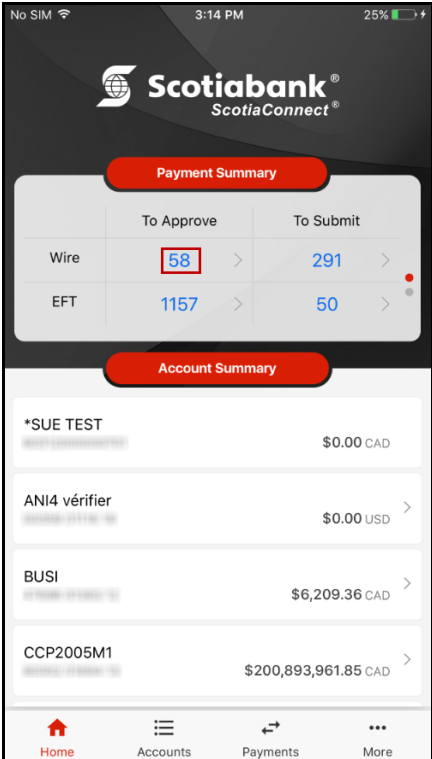 No SIM 3:14 PM 25%
Scotiabank®
ScotiaConnect®
Payment Summary
To Approve To Submit
Wire 58 291
EFT 1157 50
Account Summary
*SUE TEST
$0.00 CAD
ANI4 vérifier
$0.00 USD
BUSI
$6,209.36 CAD
CCP2005M1
$200,893,961.85 CAD
Home Accounts Payments More